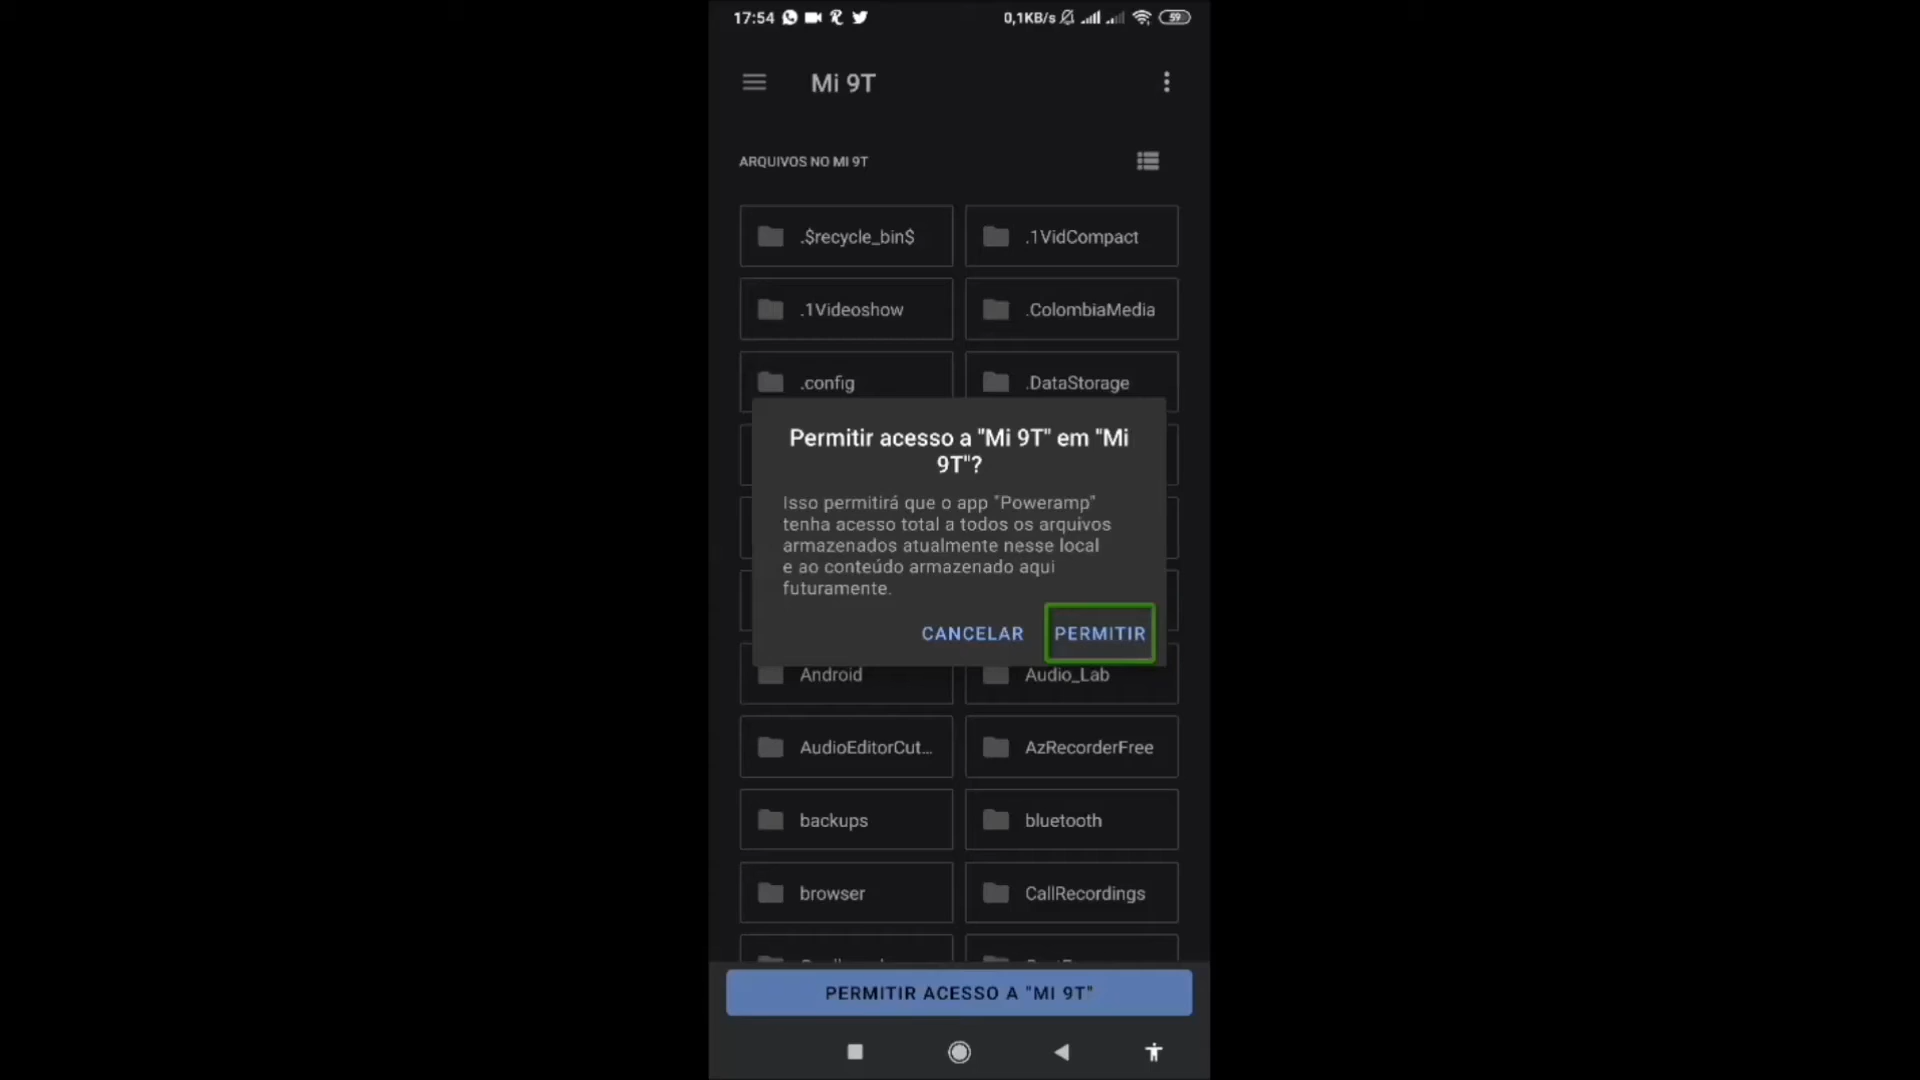 17:54
0,1KB/s
59
Mi 9T
ARQUIVOS NO MI 9T
.$recycle_bin$
.1VidCompact
.1Videoshow
.ColombiaMedia
.config
.DataStorage
Permitir acesso a "Mi 9T" em "Mi
9T"?
Isso permitirá que o app "Poweramp"
tenha acesso total a todos os arquivos
armazenados atualmente nesse local
e ao conteúdo armazenado aqui
futuramente.
CANCELAR
PERMITIR
Android
Audio_Lab
AudioEditorCut...
AzRecorderFree
backups
bluetooth
browser
CallRecordings
PERMITIR ACESSO A "MI 9T"